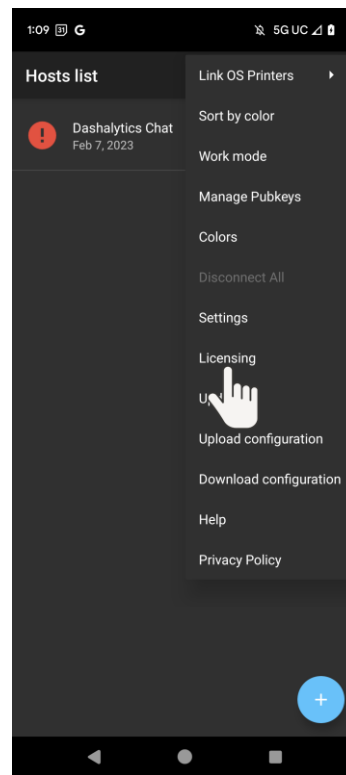 1:09 31 G 5G UC
Hosts list
Link OS Printers
Dashalytics Chat
Feb 7, 2023
Sort by color
Work mode
Manage Pubkeys
Colors
Disconnect All
Settings
Licensing
Upload configuration
Download configuration
Help
Privacy Policy